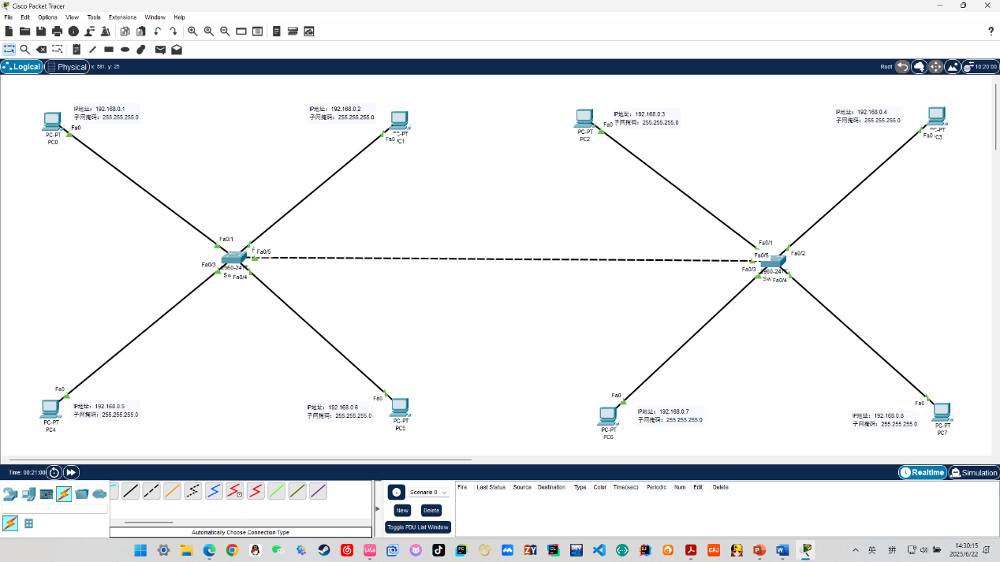 Cisco Packet Tracer
File Edit Options View Tools Extensions Window Help
Logical Physical x: 581, y: 25 Root 10:20:00
IP地址：192.168.0.1
子网掩码：255.255.255.0
Fa0
PC-PT
PC0
IP地址：192.168.0.2
子网掩码：255.255.255.0
Fa0
PC1
IP地址：192.168.0.3
子网掩码：255.255.255.0
Fa0
PC-PT
PC2
IP地址：192.168.0.4
子网掩码：255.255.255.0
Fa0
Fa0/1
Fa0/5
Fa0/3
Fa0/4
Fa0/1
Fa0/5
Fa0/2
Fa0/3
Fa0/4
Fa0
IP地址：192.168.0.5
子网掩码：255.255.255.0
PC-PT
PC4
Fa0
IP地址：192.168.0.6
子网掩码：255.255.255.0
PC-PT
PC5
Fa0
IP地址：192.168.0.7
子网掩码：255.255.255.0
PC-PT
PC6
Fa0
IP地址：192.168.0.8
子网掩码：255.255.255.0
PC-PT
PC7
Time: 00:21:00 Realtime Simulation
Scenario 0
New Delete
Toggle PDU List Window
Fire Last Status Source Destination Type Color Time(sec) Periodic Num Edit Delete
Automatically Choose Connection Type
英 拼 14:30:15
2025/6/22